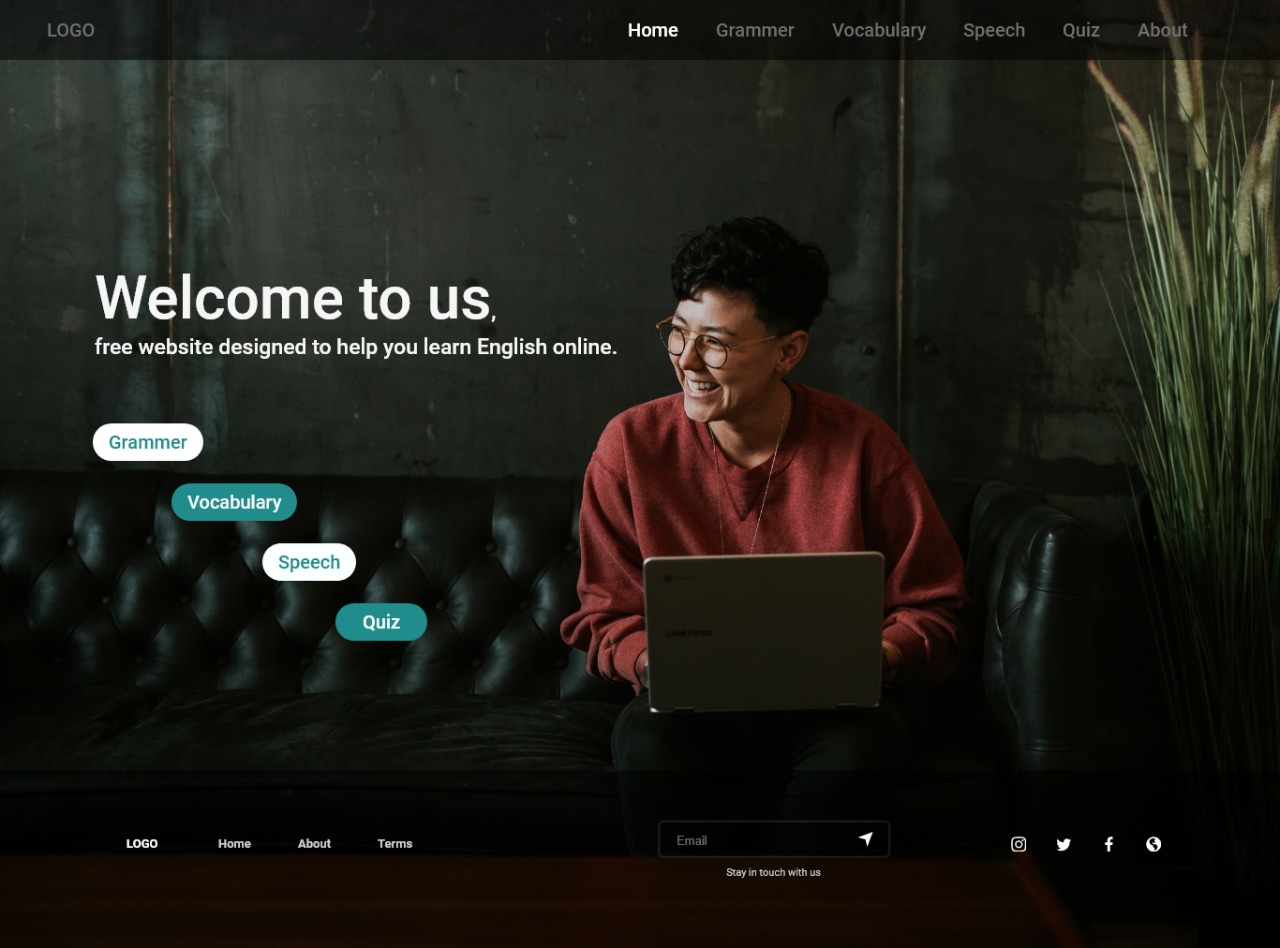 LOGO Home Grammer Vocabulary Speech Quiz About
Welcome to us,
free website designed to help you learn English online.
Grammer
Vocabulary
Speech
Quiz
SAMSUNG
LOGO Home About Terms
Email
Stay in touch with us